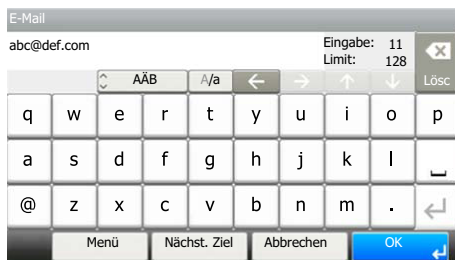 E-Mail
abc@def.com Eingabe: 11
Limit: 128
AÄB A/a Lösc
q w e r t y u i o p
a s d f g h j k l
@ z x c v b n m .
Menü Nächst. Ziel Abbrechen OK